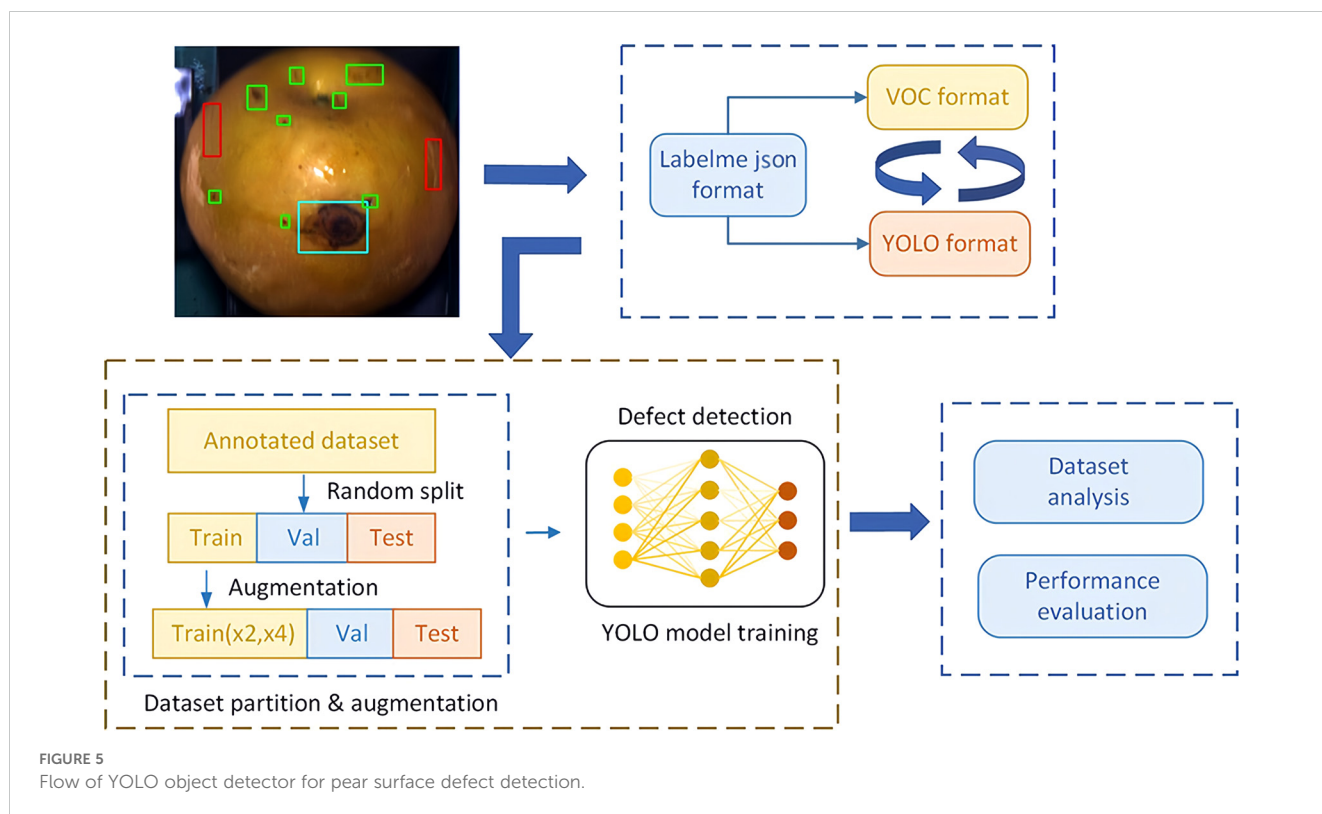 Labelme json
format
VOC format
YOLO format
Annotated dataset
Random split
Train Val Test
Augmentation
Train(x2,x4) Val Test
Dataset partition & augmentation
Defect detection
YOLO model training
Dataset
analysis
Performance
evaluation
FIGURE 5
Flow of YOLO object detector for pear surface defect detection.